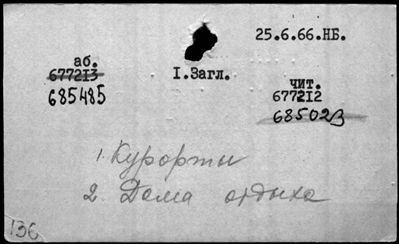 25.6.66.НБ.
аб.
677213
685485
I.Загл.
чит.
677212
685023
1. Курорты
2. Дома отдыха
136